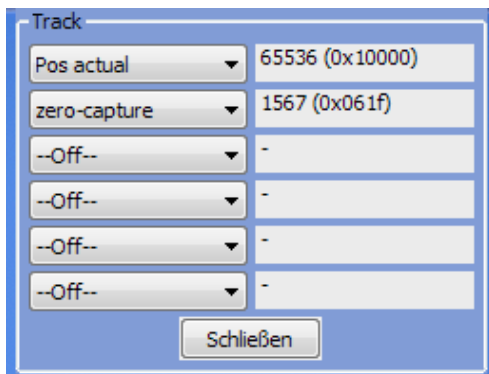 Track
Pos actual 65536 (0x10000)
zero-capture 1567 (0x061f)
--Off-- -
--Off-- -
--Off-- -
--Off-- -
Schließen